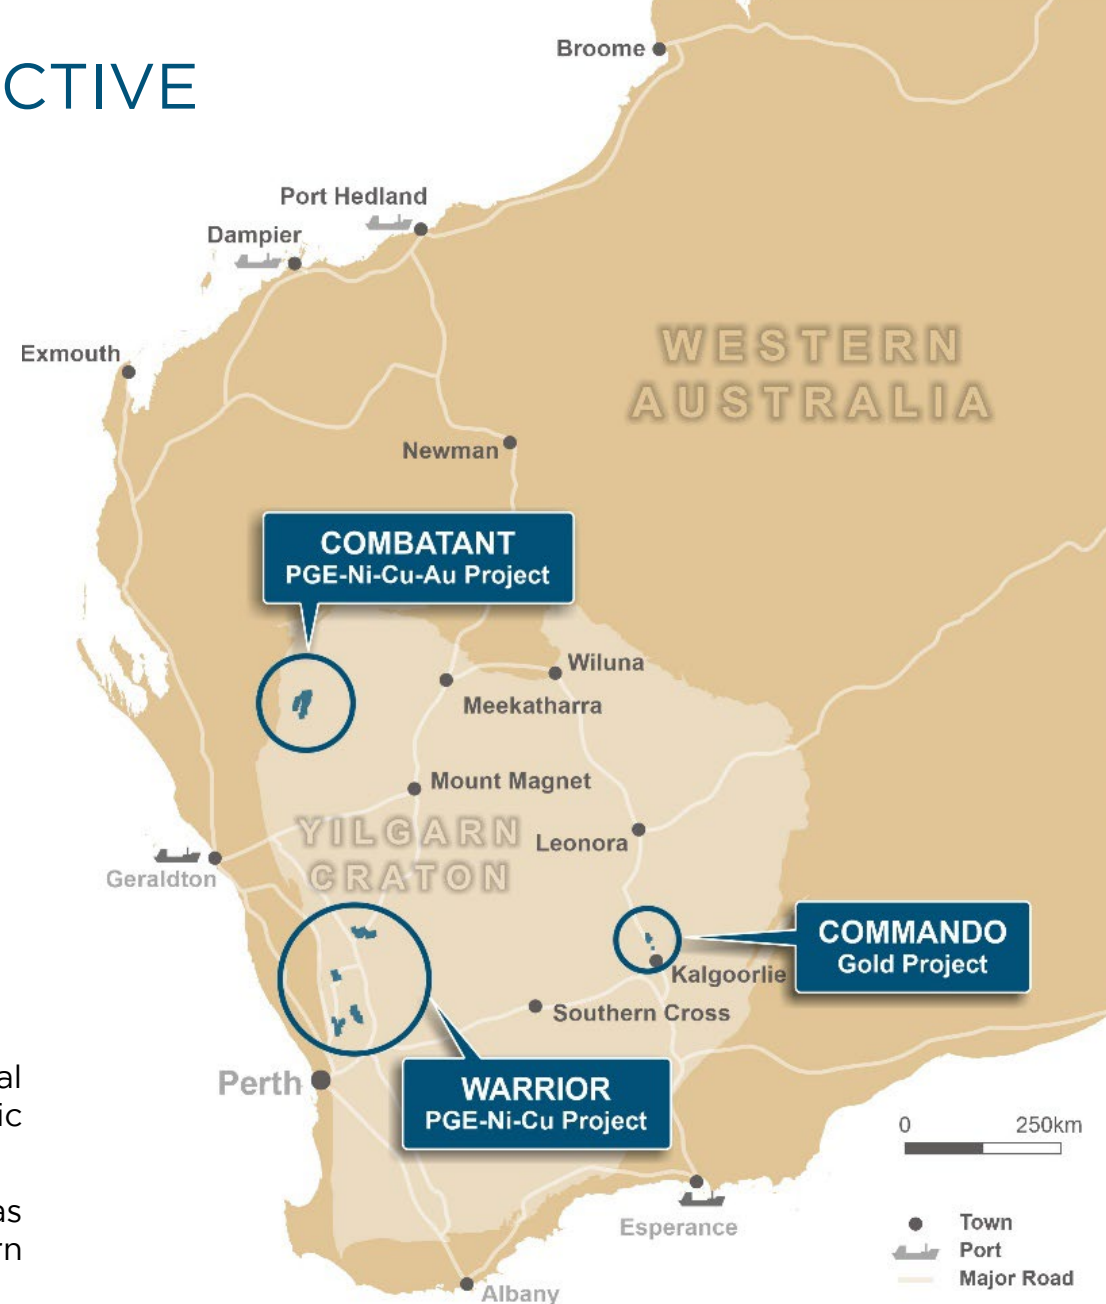 CTIVE
Broome
Port Hedland
Dampier
Exmouth
WESTERN
AUSTRALIA
Newman
COMBATANT
PGE-Ni-Cu-Au Project
Wiluna
Meekatharra
Mount Magnet
YILGARN
CRATON
Leonora
Geraldton
COMMANDO
Gold Project
Kalgoorlie
Southern Cross
Perth
WARRIOR
PGE-Ni-Cu Project
al
ic
as
rn
0 250km
Esperance
Albany
Town
Port
Major Road